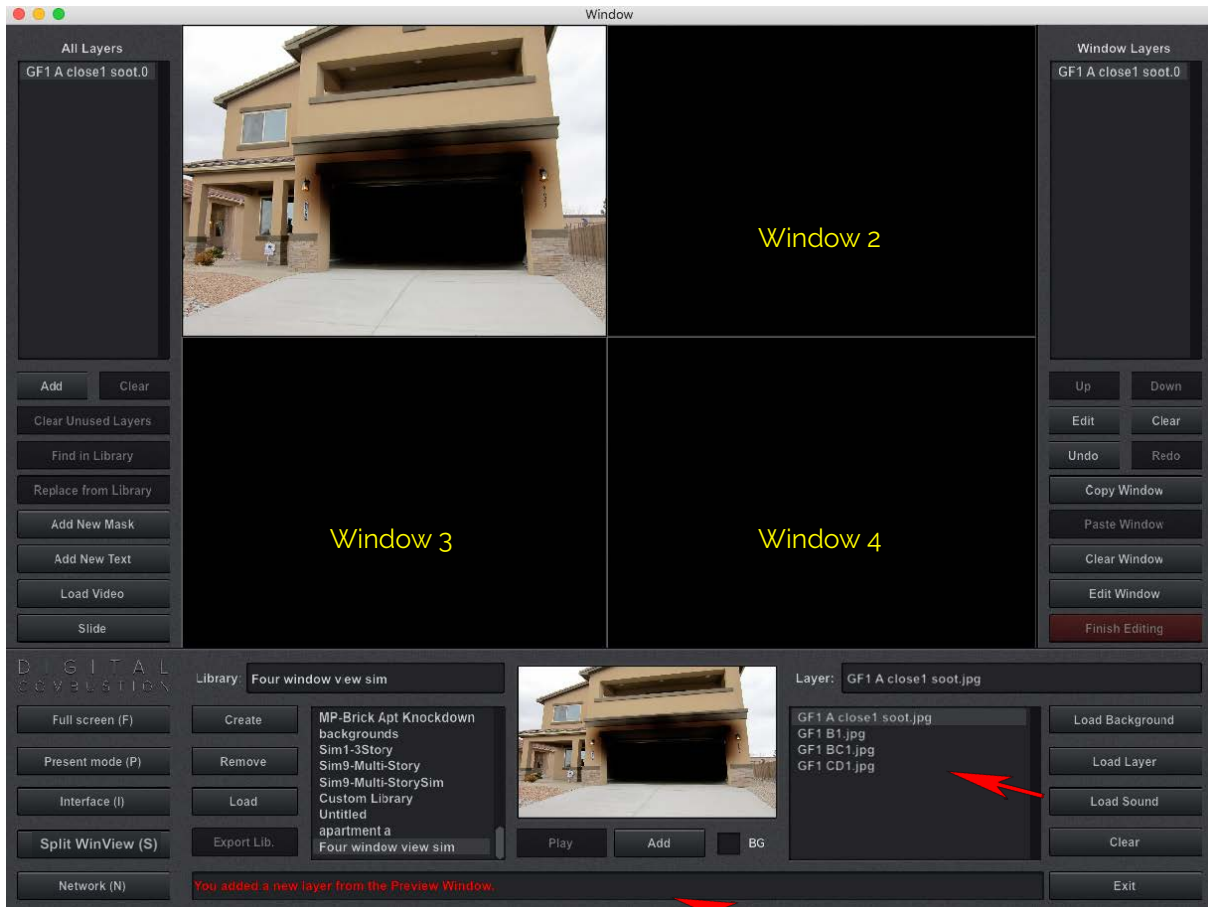 Window
All Layers
GF1 A close1 soot.0
Add
Clear
Clear Unused Layers
Find in Library
Replace from Library
Add New Mask
Add New Text
Load Video
Slide
Window 2
Window 3
Window 4
Window Layers
GF1 A close1 soot.0
Up
Down
Edit
Clear
Undo
Redo
Copy Window
Paste Window
Clear Window
Edit Window
Finish Editing
DIGITAL
COMBUSTION
Full screen (F)
Present mode (P)
Interface (I)
Split WinView (S)
Network (N)
Library: Four window view sim
Create
Remove
Load
Export Lib.
MP-Brick Apt Knockdown
backgrounds
Sim1-3Story
Sim9-Multi-Story
Sim9-Multi-StorySim
Custom Library
Untitled
apartment a
Four window view sim
Play
Add
BG
Layer: GF1 A close1 soot.jpg
GF1 A close1 soot.jpg
GF1 B1.jpg
GF1 BC1.jpg
GF1 CD1.jpg
Load Background
Load Layer
Load Sound
Clear
Exit
You added a new layer from the Preview Window.